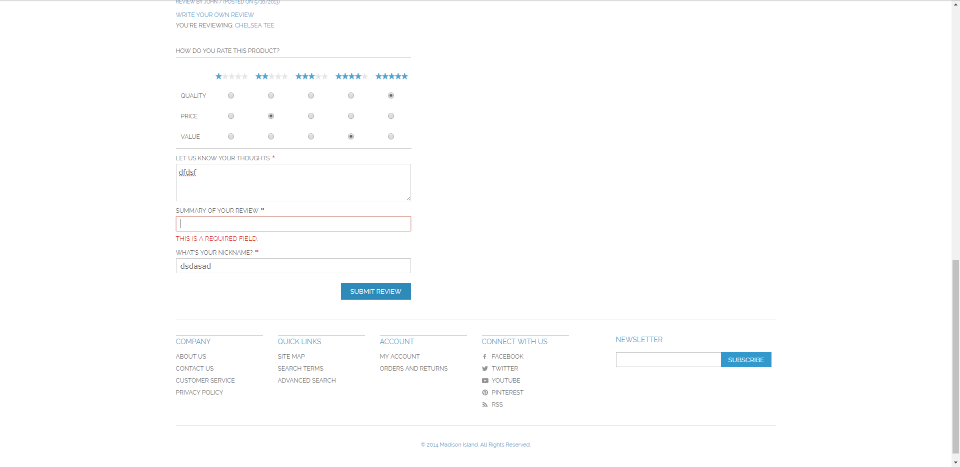 REVIEW BY JOHN / (POSTED ON 5/16/2013)
WRITE YOUR OWN REVIEW
YOU'RE REVIEWING: CHELSEA TEE
HOW DO YOU RATE THIS PRODUCT?
QUALITY
PRICE
VALUE
LET US KNOW YOUR THOUGHTS *
dfdsf
SUMMARY OF YOUR REVIEW *
THIS IS A REQUIRED FIELD.
WHAT'S YOUR NICKNAME? *
dsdasad
SUBMIT REVIEW
COMPANY
ABOUT US
CONTACT US
CUSTOMER SERVICE
PRIVACY POLICY
QUICK LINKS
SITE MAP
SEARCH TERMS
ADVANCED SEARCH
ACCOUNT
MY ACCOUNT
ORDERS AND RETURNS
CONNECT WITH US
FACEBOOK
TWITTER
YOUTUBE
PINTEREST
RSS
NEWSLETTER
SUBSCRIBE
© 2014 Madison Island. All Rights Reserved.